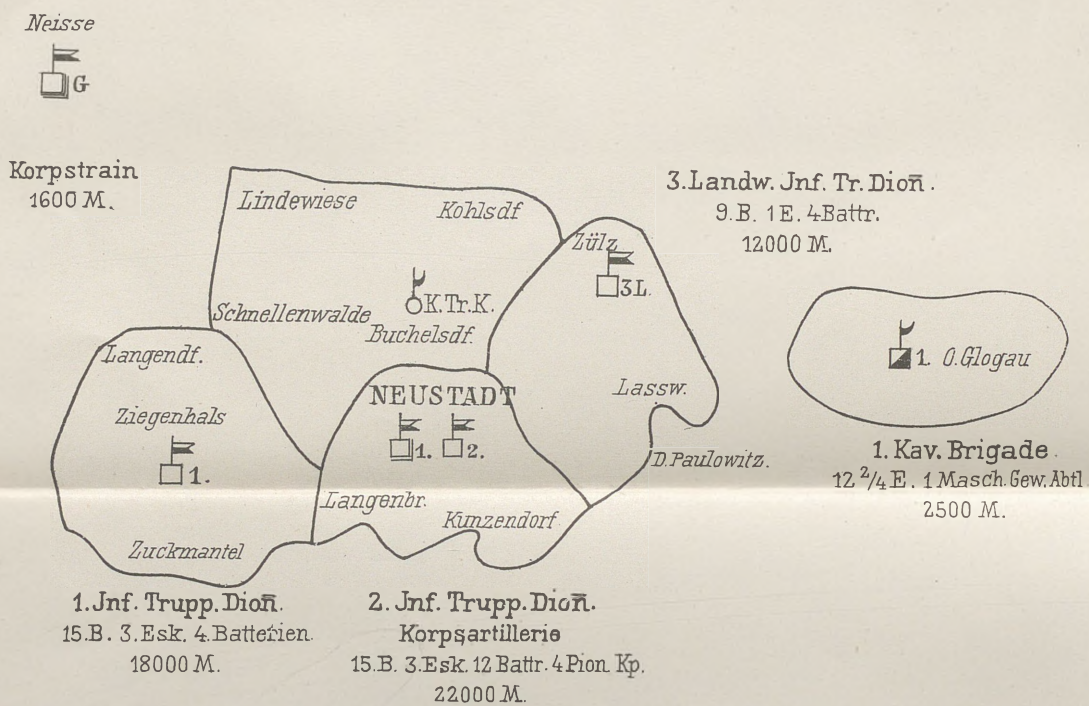 Neisse
G
Korpstrain
1600 M.
Lindewiese
Kohlsdf
3. Landw. Jnf. Tr. Dion̄.
9. B. 1 E. 4 Battr.
12000 M.
Zülz
3L.
K.Tr.K.
Schnellenwalde
Buchelsdf.
Langendf.
Ziegenhals
1.
NEUSTADT
1. 2.
Lassw.
D. Paulowitz.
1. O. Glogau
1. Kav. Brigade.
12 2/4 E. 1 Masch. Gew. Abtl
2500 M.
Langenbr.
Kunzendorf
Zuckmantel
1. Jnf. Trupp. Dion̄.
15. B. 3. Esk. 4. Batterien.
18000 M.
2. Jnf. Trupp. Dion̄.
Korpsartillerie
15. B. 3. Esk. 12 Battr. 4 Pion. Kp.
22000 M.